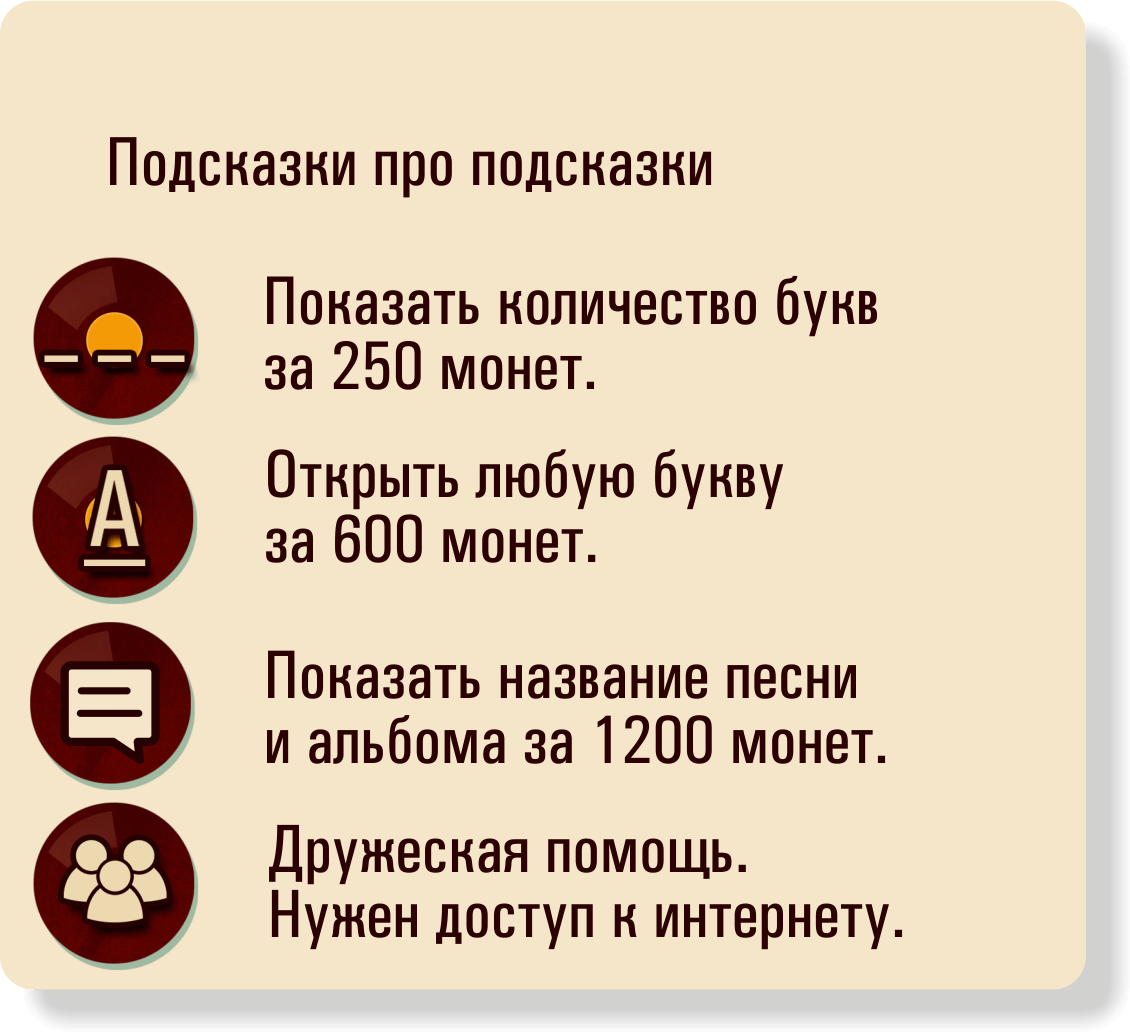 Подсказки про подсказки
Показать количество букв
за 250 монет.
A
Открыть любую букву
за 600 монет.
Показать название песни
и альбома за 1200 монет.
Дружеская помощь.
Нужен доступ к интернету.